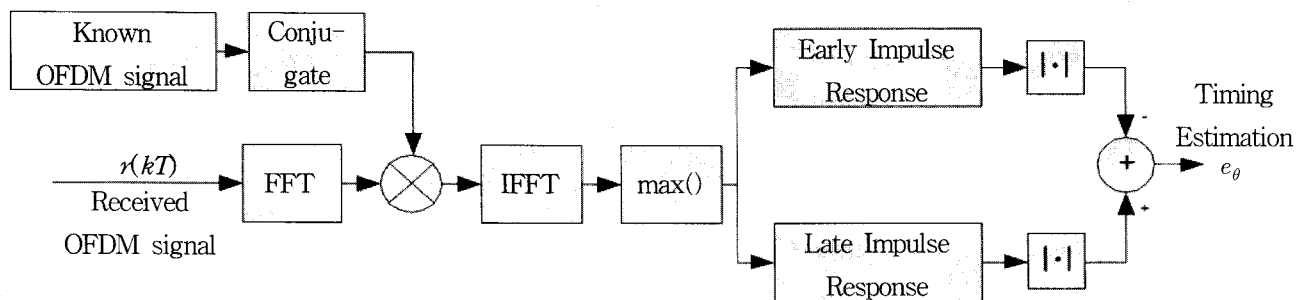 Known
OFDM signal
Conju-
gate
r(kT)
Received
OFDM signal
FFT
IFFT
max()
Early Impulse
Response
|·|
Late Impulse
Response
|·|
-
+
+
Timing
Estimation
eθ